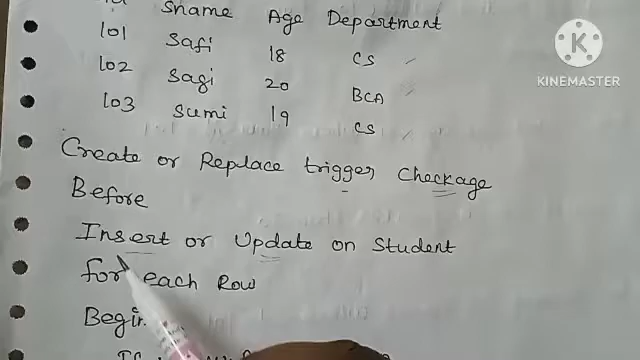 Sname Age Department
101 Safi 18 CS
102 Sagi 20 BCA
103 Sumi 19 CS
Create or Replace trigger Checkage
Before
Insert or Update on Student
for each Row
Begin
K
KINEMASTER